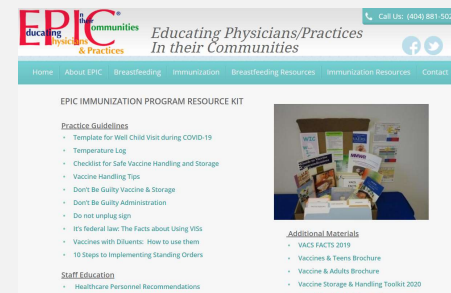 EPIC
ducating
Physicians
& Practices
in
their
Communities
Educating Physicians/Practices
In their Communities
Call Us: (404) 881-502
Home About EPIC Breastfeeding Immunization Breastfeeding Resources Immunization Resources Contact
EPIC IMMUNIZATION PROGRAM RESOURCE KIT
Practice Guidelines
Template for Well Child Visit during COVID-19
Temperature Log
Checklist for Safe Vaccine Handling and Storage
Vaccine Handling Tips
Don't Be Guilty Vaccine & Storage
Don't Be Guilty Administration
Do not unplug sign
It's federal law: The Facts about Using VISs
Vaccines with Diluents: How to use them
10 Steps to Implementing Standing Orders
Staff Education
Healthcare Personnel Recommendations
Additional Materials
VACS FACTS 2019
Vaccines & Teens Brochure
Vaccine & Adults Brochure
Vaccine Storage & Handling Toolkit 2020